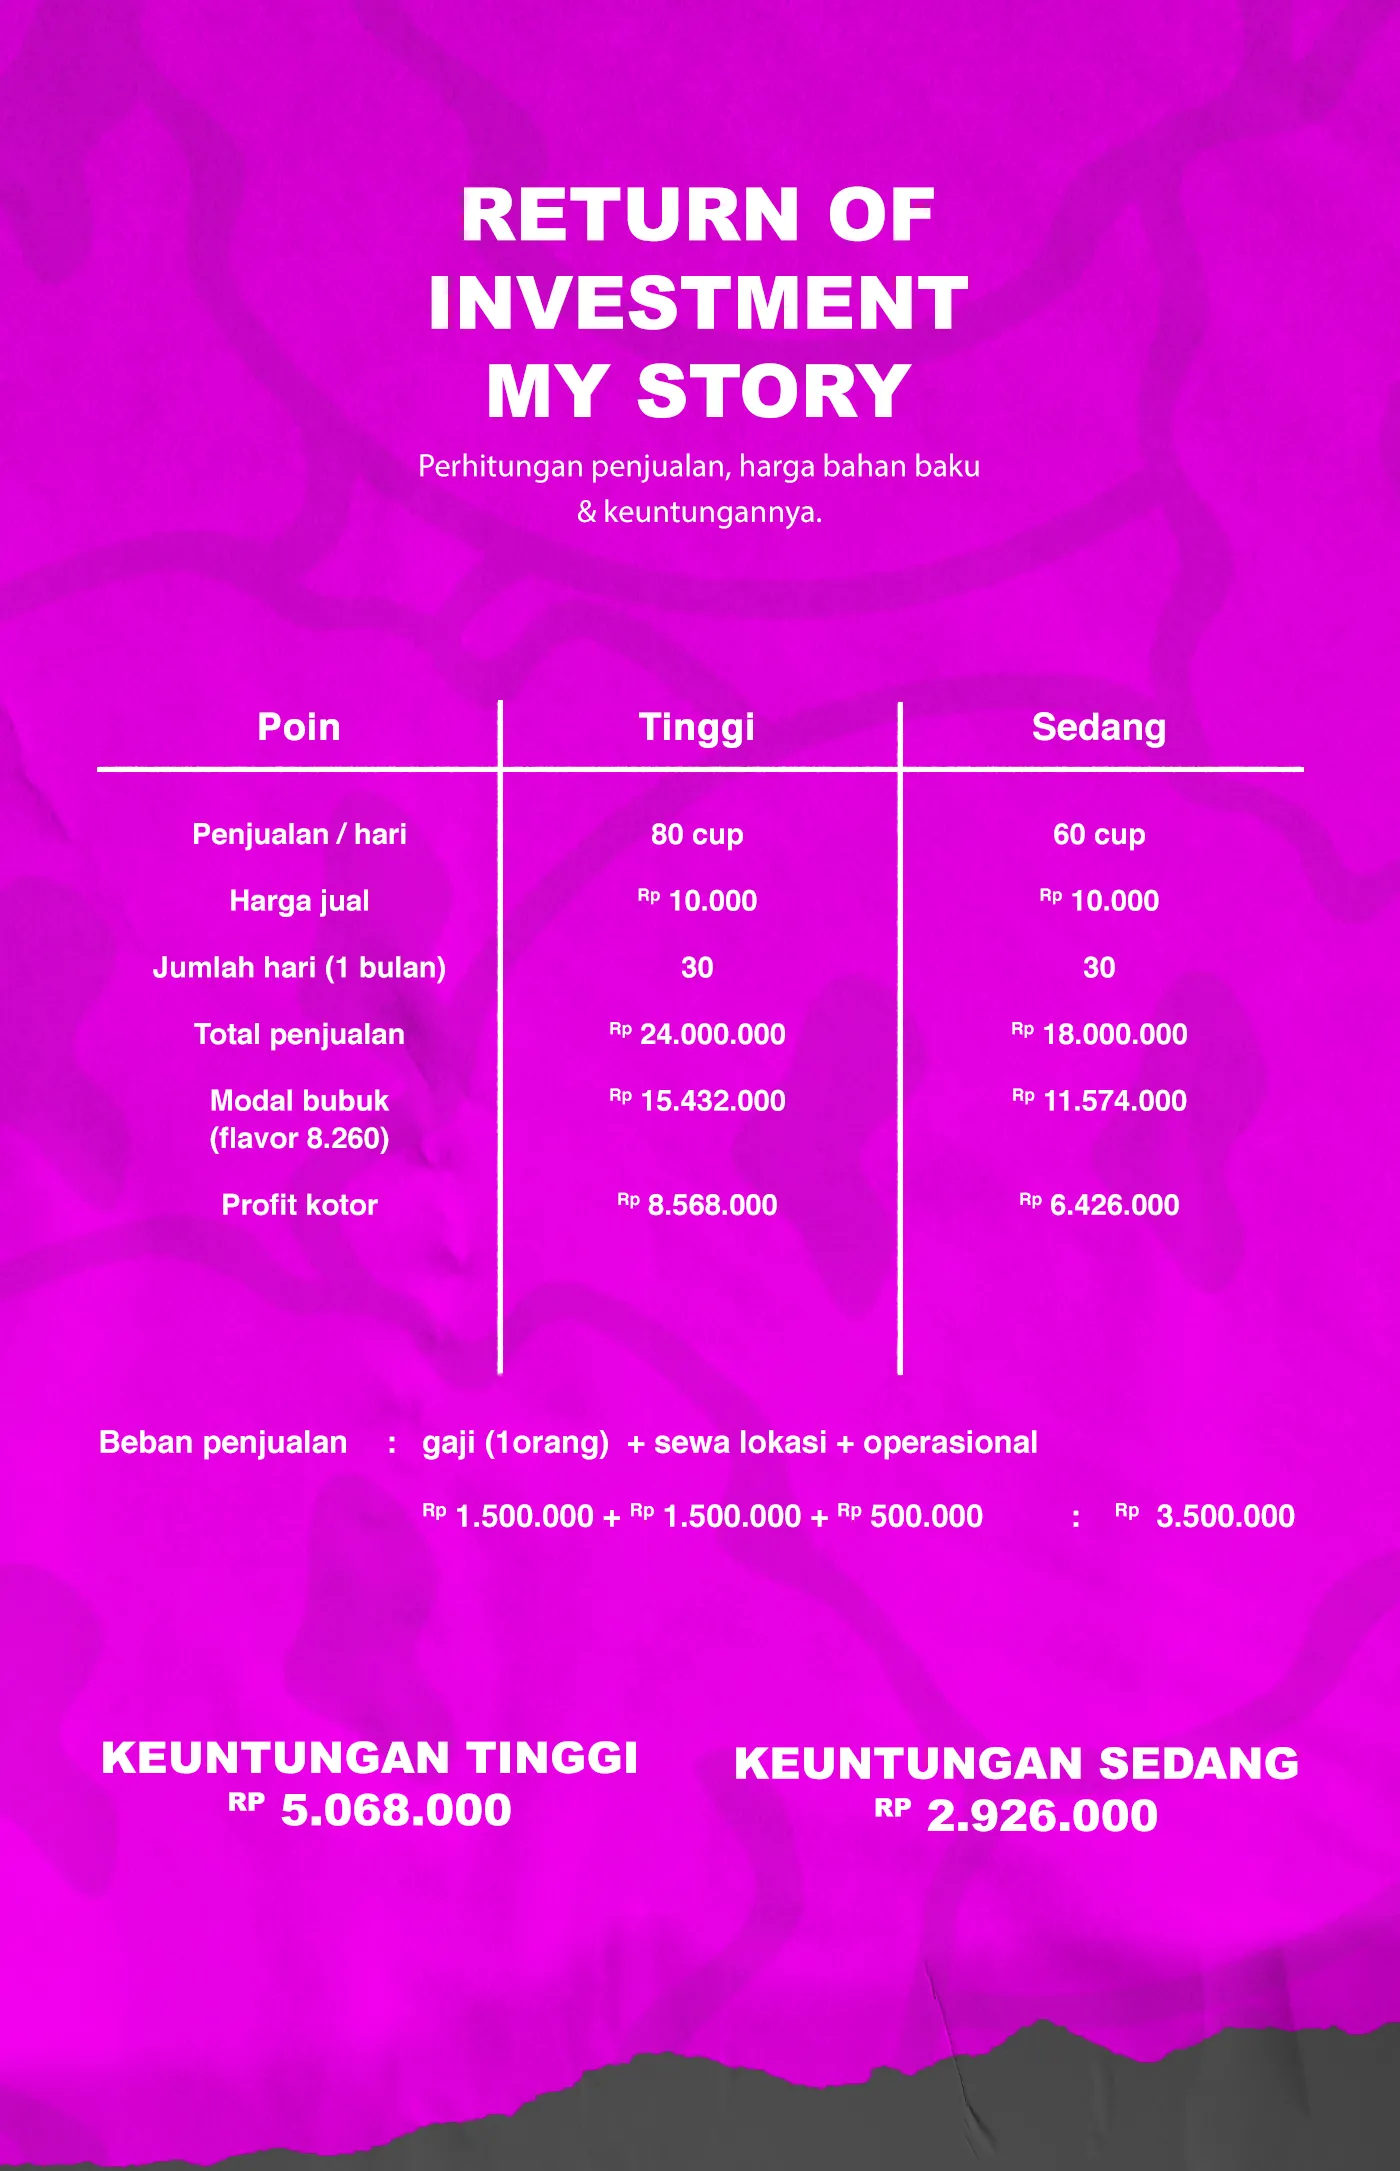 RETURN OF
INVESTMENT
MY STORY
Perhitungan penjualan, harga bahan baku
& keuntungannya.
Poin Tinggi Sedang
Penjualan / hari 80 cup 60 cup
Harga jual Rp 10.000 Rp 10.000
Jumlah hari (1 bulan) 30 30
Total penjualan Rp 24.000.000 Rp 18.000.000
Modal bubuk Rp 15.432.000 Rp 11.574.000
(flavor 8.260)
Profit kotor Rp 8.568.000 Rp 6.426.000
Beban penjualan : gaji (1orang) + sewa lokasi + operasional
Rp 1.500.000 + Rp 1.500.000 + Rp 500.000 : Rp 3.500.000
KEUNTUNGAN TINGGI
RP 5.068.000
KEUNTUNGAN SEDANG
RP 2.926.000